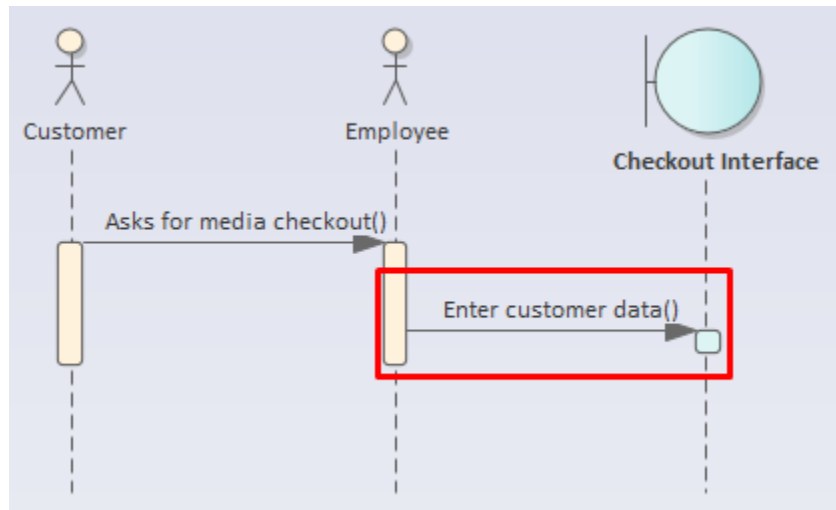 Customer
Employee
Checkout Interface
Asks for media checkout()
Enter customer data()